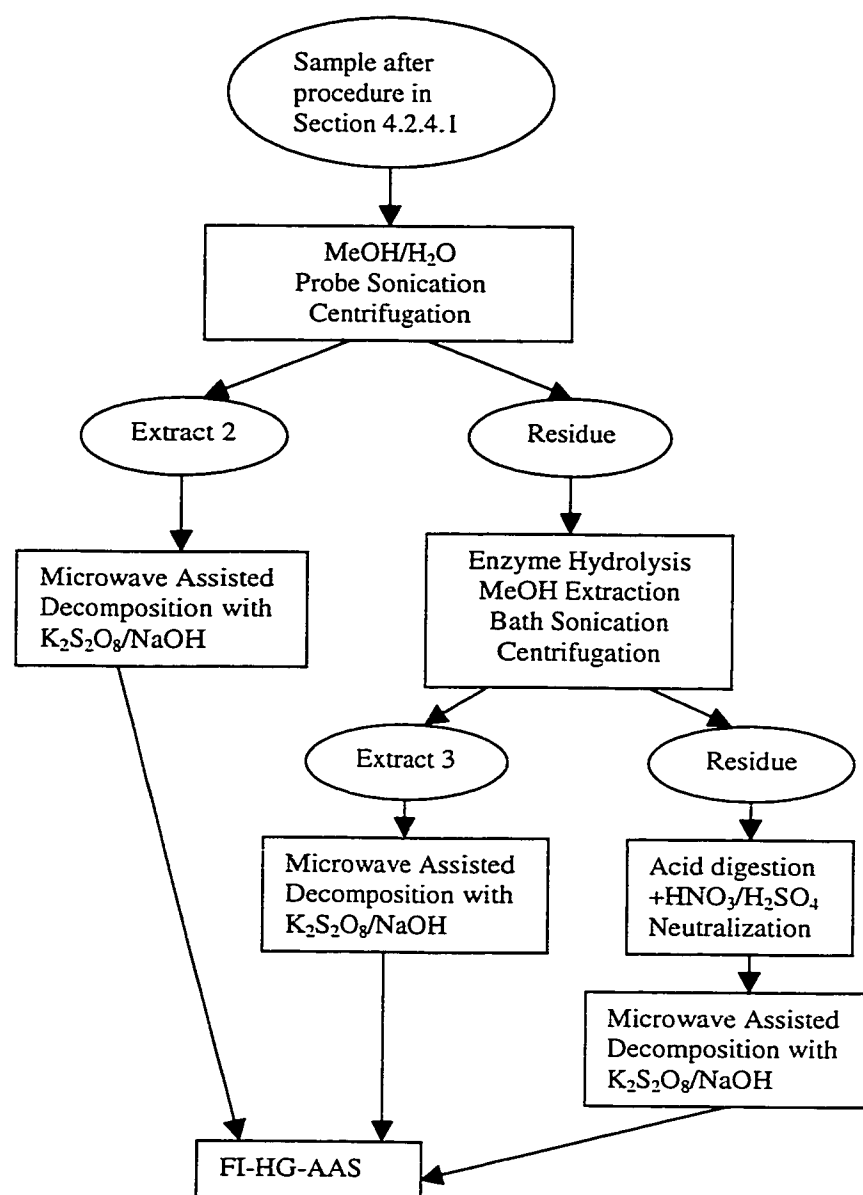 Sample after
procedure in
Section 4.2.4.1
MeOH/H₂O
Probe Sonication
Centrifugation
Extract 2
Residue
Microwave Assisted
Decomposition with
K₂S₂O₈/NaOH
Enzyme Hydrolysis
MeOH Extraction
Bath Sonication
Centrifugation
Extract 3
Residue
Microwave Assisted
Decomposition with
K₂S₂O₈/NaOH
Acid digestion
+HNO₃/H₂SO₄
Neutralization
Microwave Assisted
Decomposition with
K₂S₂O₈/NaOH
FI-HG-AAS